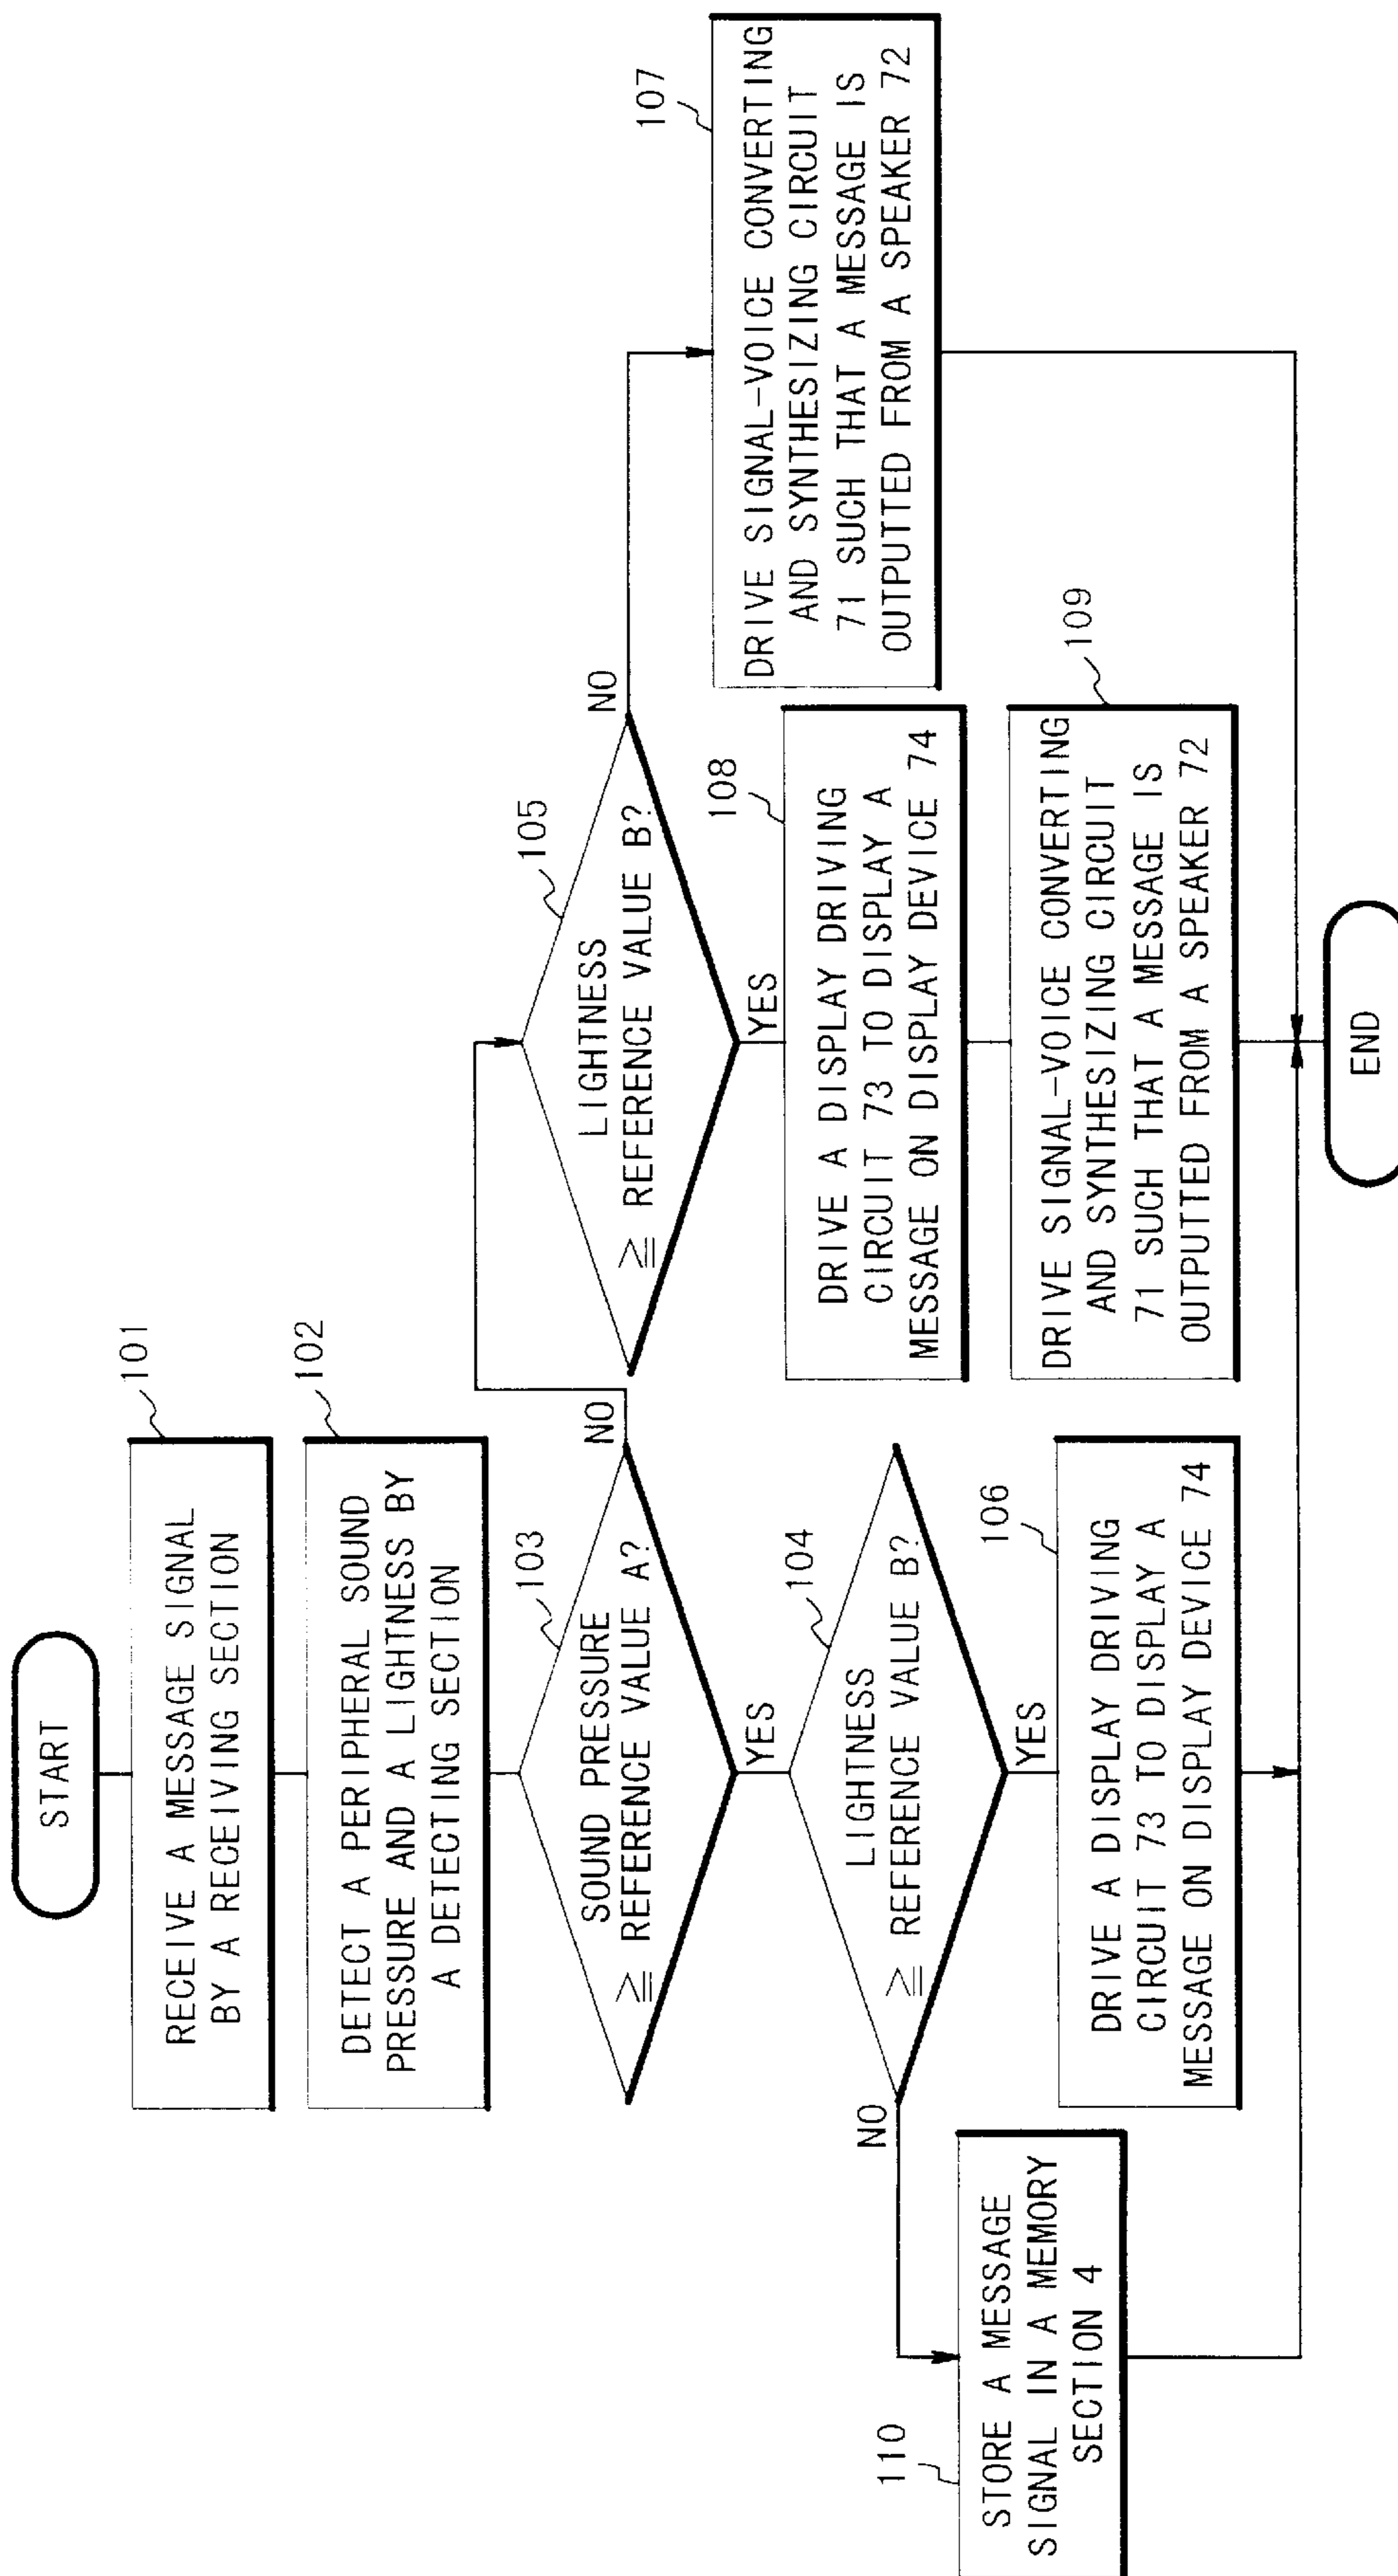 START
101
RECEIVE A MESSAGE SIGNAL
BY A RECEIVING SECTION
102
DETECT A PERIPHERAL SOUND
PRESSURE AND A LIGHTNESS BY
A DETECTING SECTION
103
SOUND PRESSURE
≧ REFERENCE VALUE A?
NO
YES
104
LIGHTNESS
≧ REFERENCE VALUE B?
NO
YES
105
LIGHTNESS
≧ REFERENCE VALUE B?
NO
YES
110
STORE A MESSAGE
SIGNAL IN A MEMORY
SECTION 4
106
DRIVE A DISPLAY DRIVING
CIRCUIT 73 TO DISPLAY A
MESSAGE ON DISPLAY DEVICE 74
108
DRIVE A DISPLAY DRIVING
CIRCUIT 73 TO DISPLAY A
MESSAGE ON DISPLAY DEVICE 74
109
DRIVE SIGNAL-VOICE CONVERTING
AND SYNTHESIZING CIRCUIT
71 SUCH THAT A MESSAGE IS
OUTPUTTED FROM A SPEAKER 72
107
DRIVE SIGNAL-VOICE CONVERTING
AND SYNTHESIZING CIRCUIT
71 SUCH THAT A MESSAGE IS
OUTPUTTED FROM A SPEAKER 72
END